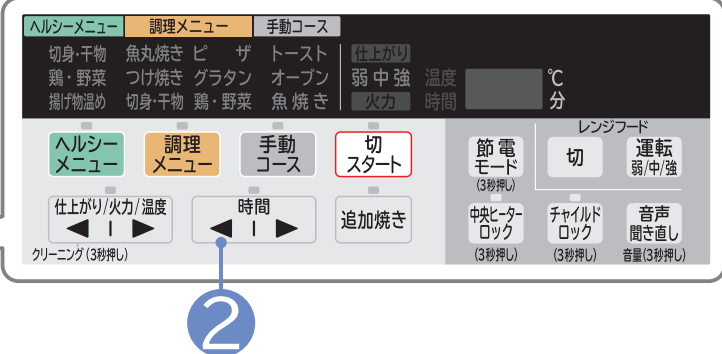 ヘルシーメニュー 調理メニュー 手動コース
切身・干物 魚丸焼き ピザ トースト 仕上がり
鶏・野菜 つけ焼き グラタン オーブン 弱 中 強 温度 ℃
揚げ物温め 切身・干物 鶏・野菜 魚焼き 火力 時間 分
レンジフード
ヘルシー
メニュー
調理
メニュー
手動
コース
切
スタート
節電
モード
(3秒押し)
切
運転
弱/中/強
仕上がり/火力/温度
◀ | ▶
時間
◀ | ▶
追加焼き
中央ヒーター
ロック
(3秒押し)
チャイルド
ロック
(3秒押し)
音声
聞き直し
音量(3秒押し)
クリーニング(3秒押し)
2